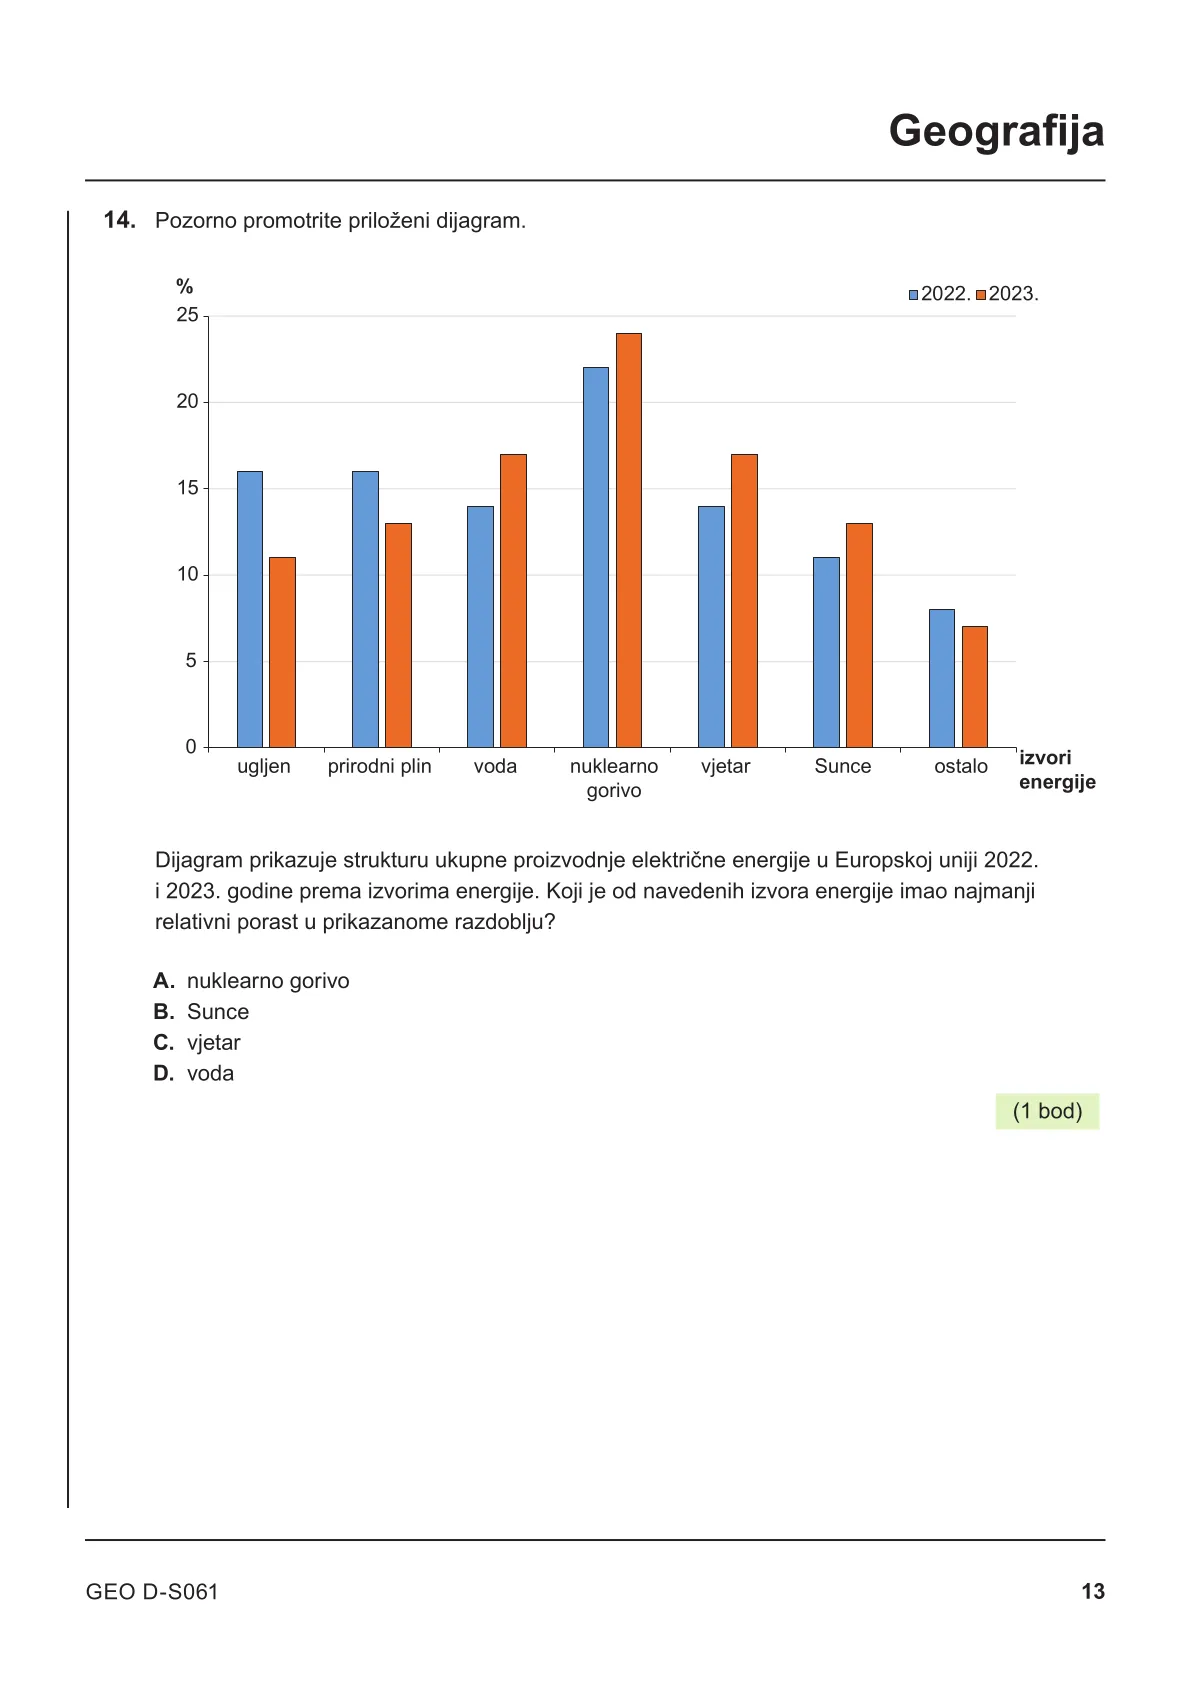 Geografija
14. Pozorno promotrite priloženi dijagram.
%
2022. 2023.
25
20
15
10
5
0
ugljen prirodni plin voda nuklearno gorivo vjetar Sunce ostalo izvori energije
Dijagram prikazuje strukturu ukupne proizvodnje električne energije u Europskoj uniji 2022.
i 2023. godine prema izvorima energije. Koji je od navedenih izvora energije imao najmanji
relativni porast u prikazanome razdoblju?
A. nuklearno gorivo
B. Sunce
C. vjetar
D. voda
(1 bod)
GEO D-S061
13